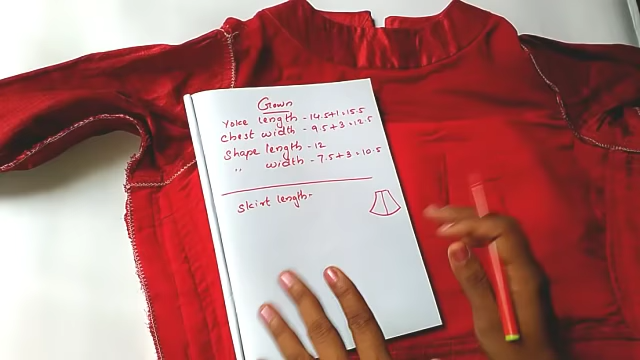 Gown
Yoke length - 14.5+1=15.5
chest width - 9.5+3=12.5
shape length - 12
" width - 7.5+3=10.5
skirt length-